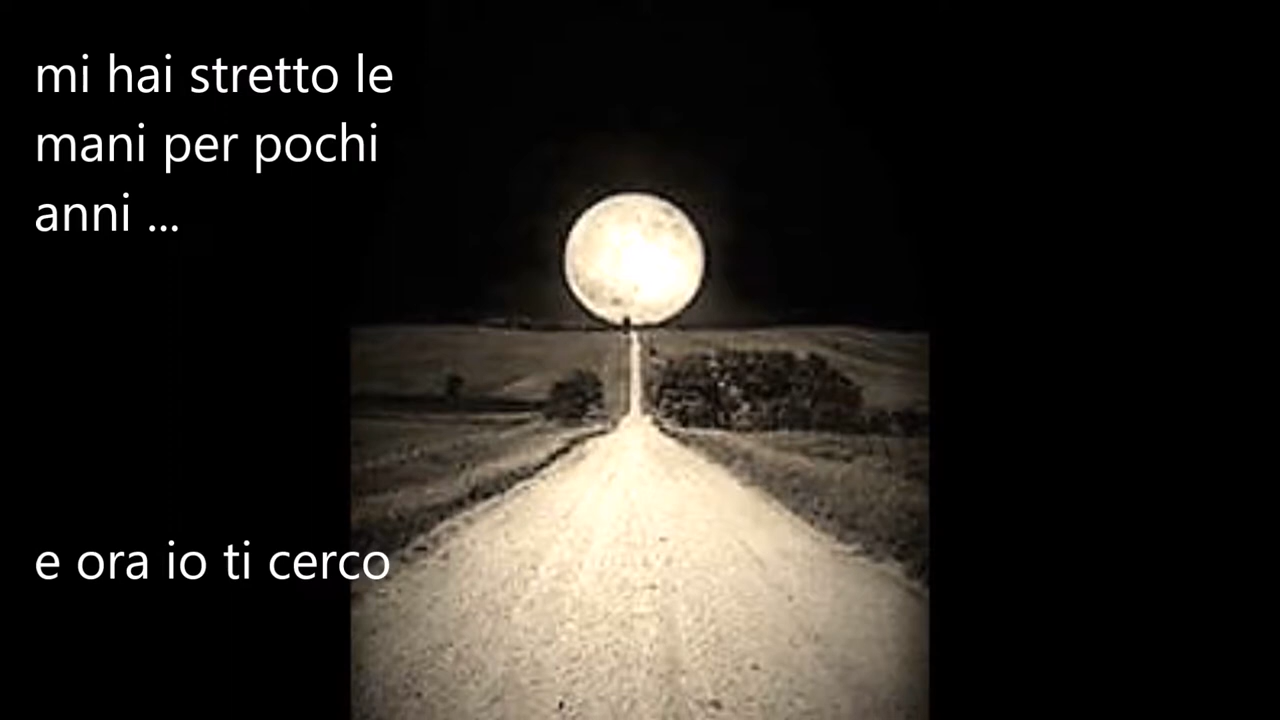 mi hai stretto le
mani per pochi
anni ...
e ora io ti cerco